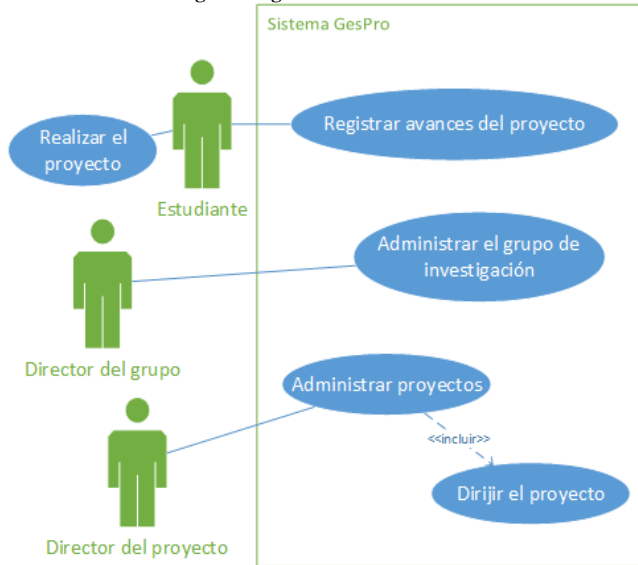 Sistema GesPro
Realizar el
proyecto
Registrar avances del proyecto
Estudiante
Administrar el grupo de
investigación
Director del grupo
Administrar proyectos
<<incluir>>
Dirijir el proyecto
Director del proyecto